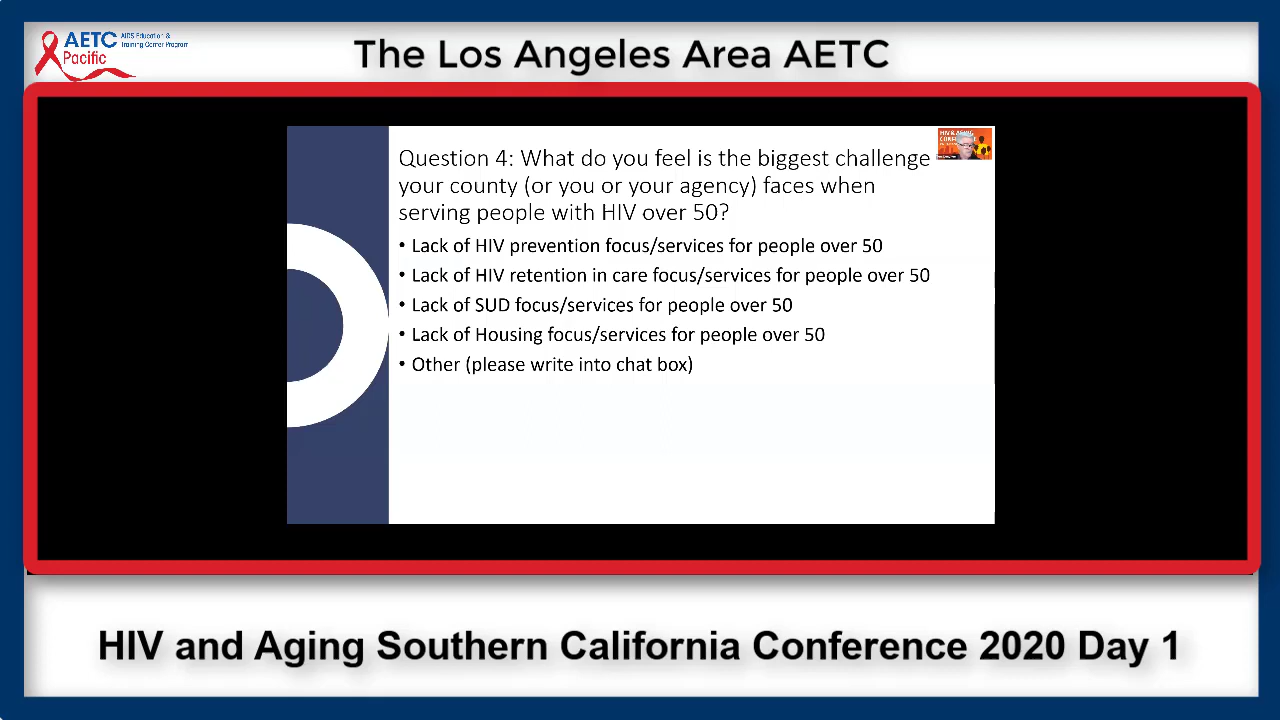 AETC AIDS Education &
Training Center Program
Pacific
The Los Angeles Area AETC
Question 4: What do you feel is the biggest challenge
your county (or you or your agency) faces when
serving people with HIV over 50?
• Lack of HIV prevention focus/services for people over 50
• Lack of HIV retention in care focus/services for people over 50
• Lack of SUD focus/services for people over 50
• Lack of Housing focus/services for people over 50
• Other (please write into chat box)
HIV and Aging Southern California Conference 2020 Day 1